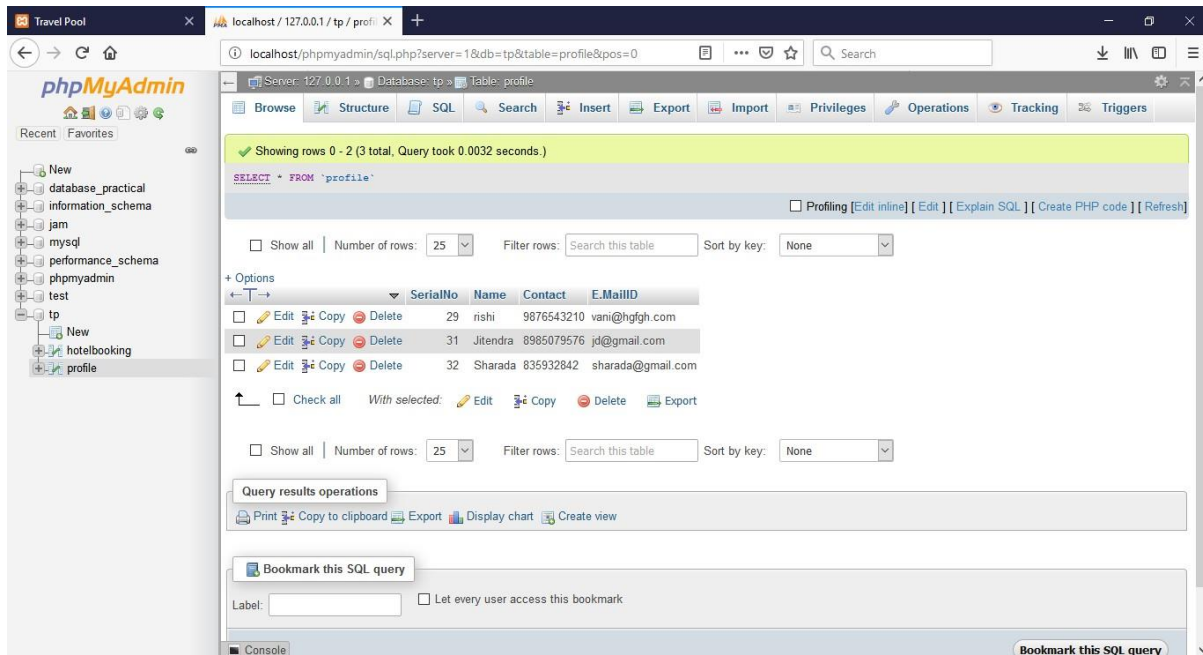 Travel Pool
localhost / 127.0.0.1 / tp / profil
localhost/phpmyadmin/sql.php?server=1&db=tp&table=profile&pos=0
Search
phpMyAdmin
Recent Favorites
New
database_practical
information_schema
jam
mysql
performance_schema
phpmyadmin
test
tp
New
hotelbooking
profile
Server: 127.0.0.1 » Database: tp » Table: profile
Browse Structure SQL Search Insert Export Import Privileges Operations Tracking Triggers
Showing rows 0 - 2 (3 total, Query took 0.0032 seconds.)
SELECT * FROM `profile`
Profiling [Edit inline] [ Edit ] [ Explain SQL ] [ Create PHP code ] [ Refresh]
Show all | Number of rows: 25 Filter rows: Search this table Sort by key: None
+ Options
SerialNo Name Contact E.MailID
Edit Copy Delete 29 rishi 9876543210 vani@hgfgh.com
Edit Copy Delete 31 Jitendra 8985079576 jd@gmail.com
Edit Copy Delete 32 Sharada 835932842 sharada@gmail.com
Check all With selected: Edit Copy Delete Export
Show all | Number of rows: 25 Filter rows: Search this table Sort by key: None
Query results operations
Print Copy to clipboard Export Display chart Create view
Bookmark this SQL query
Label: Let every user access this bookmark
Console Bookmark this SQL query